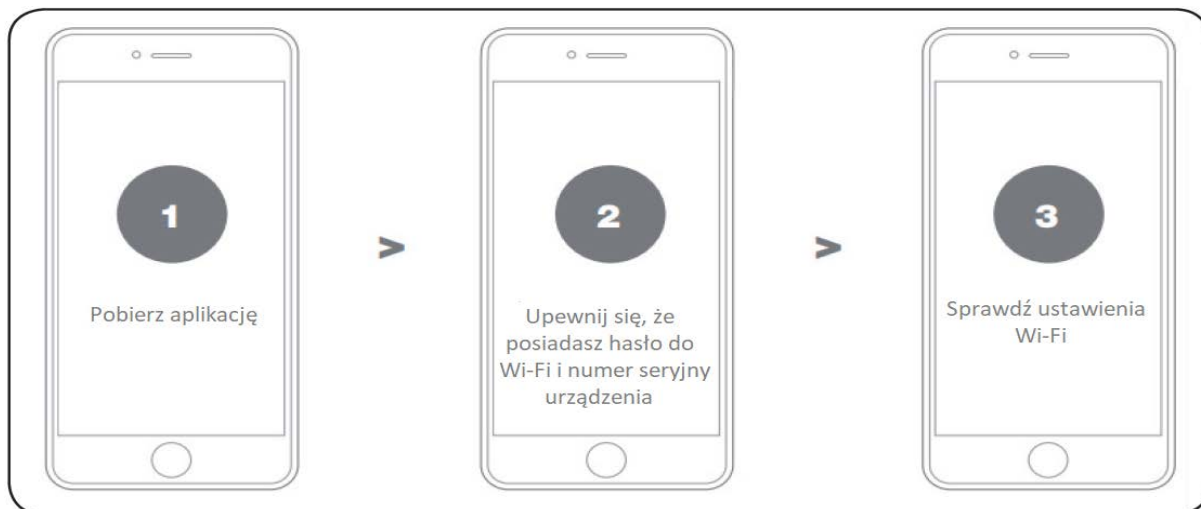 1
Pobierz aplikację
>
2
Upewnij się, że
posiadasz hasło do
Wi-Fi i numer seryjny
urządzenia
>
3
Sprawdź ustawienia
Wi-Fi